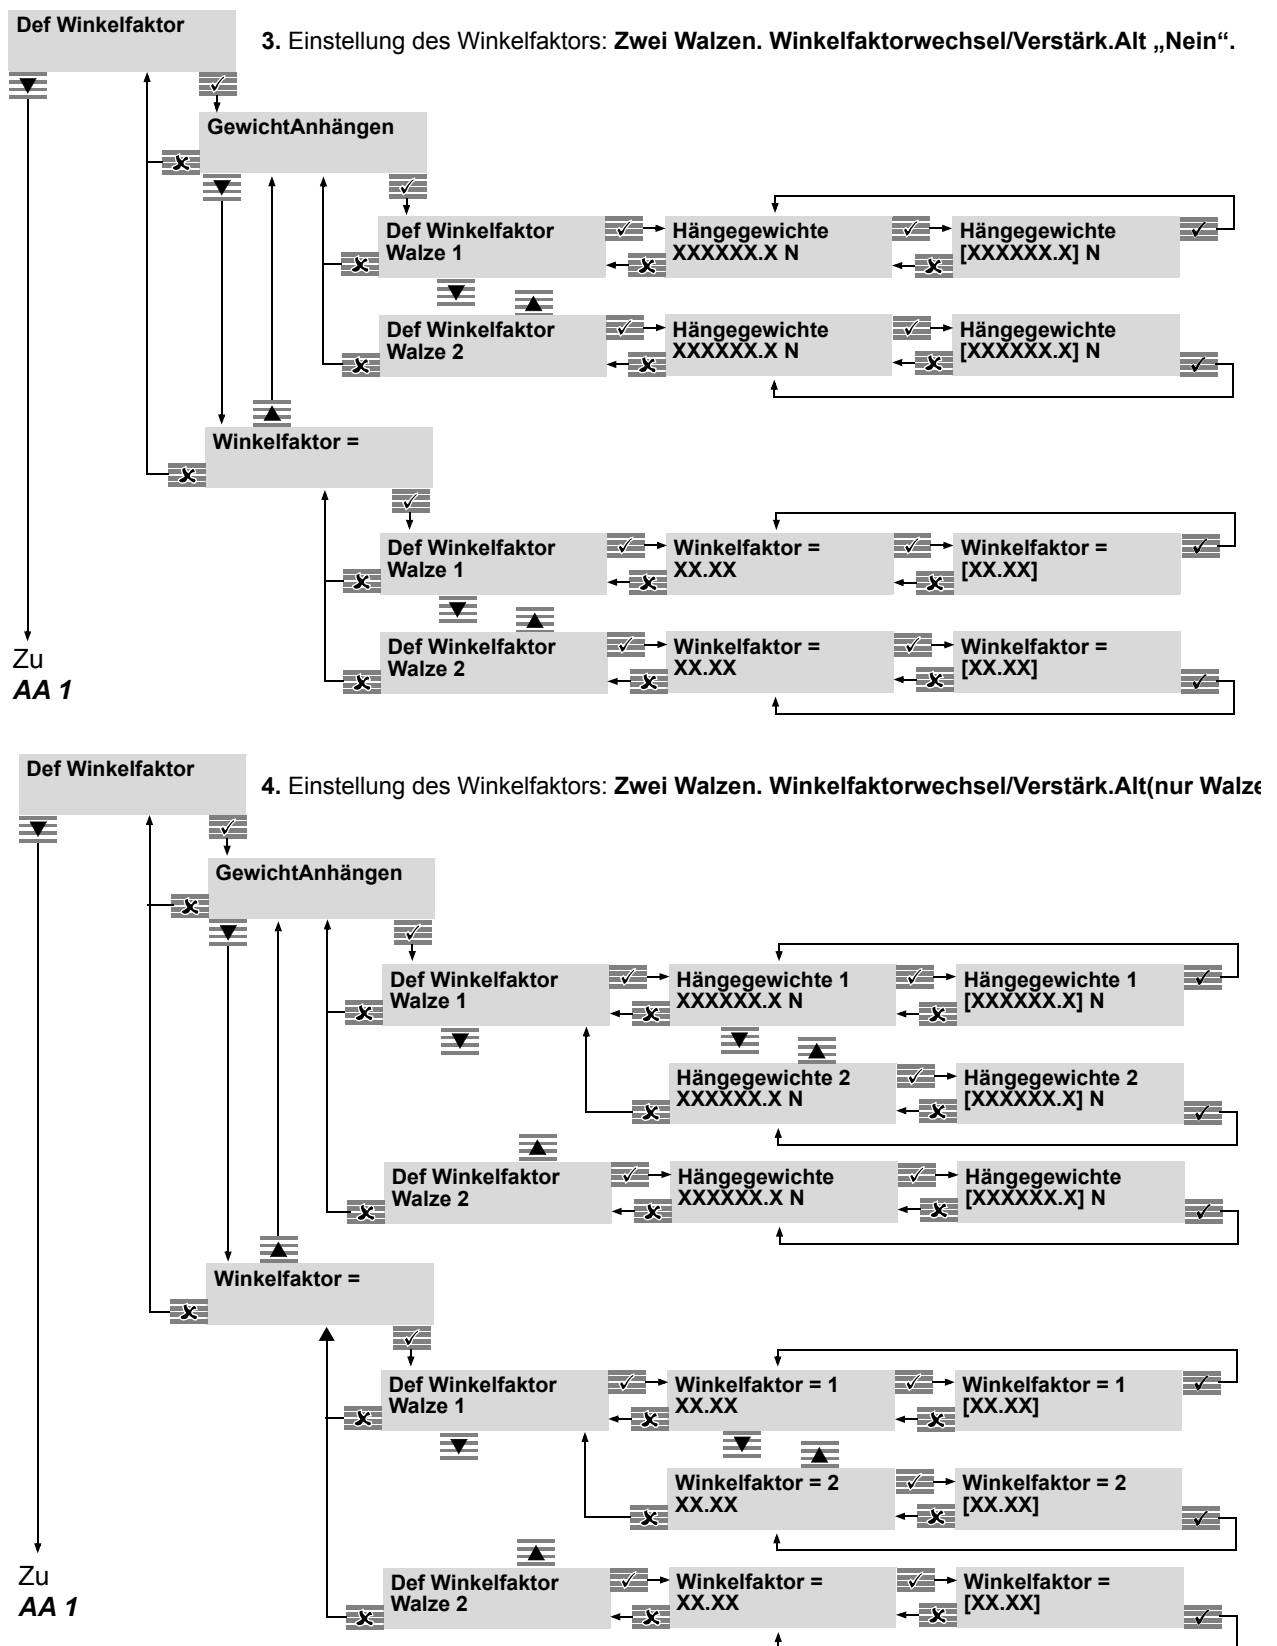 Def Winkelfaktor
3. Einstellung des Winkelfaktors: Zwei Walzen. Winkelfaktorwechsel/Verstärk.Alt „Nein“.
GewichtAnhängen
Def Winkelfaktor
Walze 1
Hängegewichte
XXXXXX.X N
Hängegewichte
[XXXXXX.X] N
Def Winkelfaktor
Walze 2
Hängegewichte
XXXXXX.X N
Hängegewichte
[XXXXXX.X] N
Winkelfaktor =
Def Winkelfaktor
Walze 1
Winkelfaktor =
XX.XX
Winkelfaktor =
[XX.XX]
Def Winkelfaktor
Walze 2
Winkelfaktor =
XX.XX
Winkelfaktor =
[XX.XX]
Zu
AA 1
Def Winkelfaktor
4. Einstellung des Winkelfaktors: Zwei Walzen. Winkelfaktorwechsel/Verstärk.Alt(nur Walze
GewichtAnhängen
Def Winkelfaktor
Walze 1
Hängegewichte 1
XXXXXX.X N
Hängegewichte 1
[XXXXXX.X] N
Hängegewichte 2
XXXXXX.X N
Hängegewichte 2
[XXXXXX.X] N
Def Winkelfaktor
Walze 2
Hängegewichte
XXXXXX.X N
Hängegewichte
[XXXXXX.X] N
Winkelfaktor =
Def Winkelfaktor
Walze 1
Winkelfaktor = 1
XX.XX
Winkelfaktor = 1
[XX.XX]
Winkelfaktor = 2
XX.XX
Winkelfaktor = 2
[XX.XX]
Def Winkelfaktor
Walze 2
Winkelfaktor =
XX.XX
Winkelfaktor =
[XX.XX]
Zu
AA 1